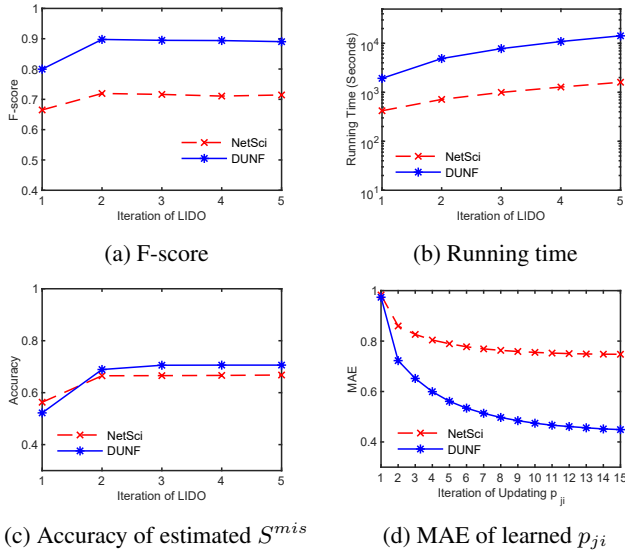 1
0.9
0.8
0.7
0.6
0.5
0.4
F-score
1 2 3 4 5
Iteration of LIDO
NetSci
DUNF
(a) F-score
10^4
10^3
10^2
10^1
Running Time (Seconds)
1 2 3 4 5
Iteration of LIDO
NetSci
DUNF
(b) Running time
1
0.8
0.6
0.4
Accuracy
1 2 3 4 5
Iteration of LIDO
NetSci
DUNF
(c) Accuracy of estimated S^{mis}
1
0.8
0.6
0.4
MAE
1 2 3 4 5 6 7 8 9 10 11 12 13 14 15
Iteration of Updating p_{ji}
NetSci
DUNF
(d) MAE of learned p_{ji}